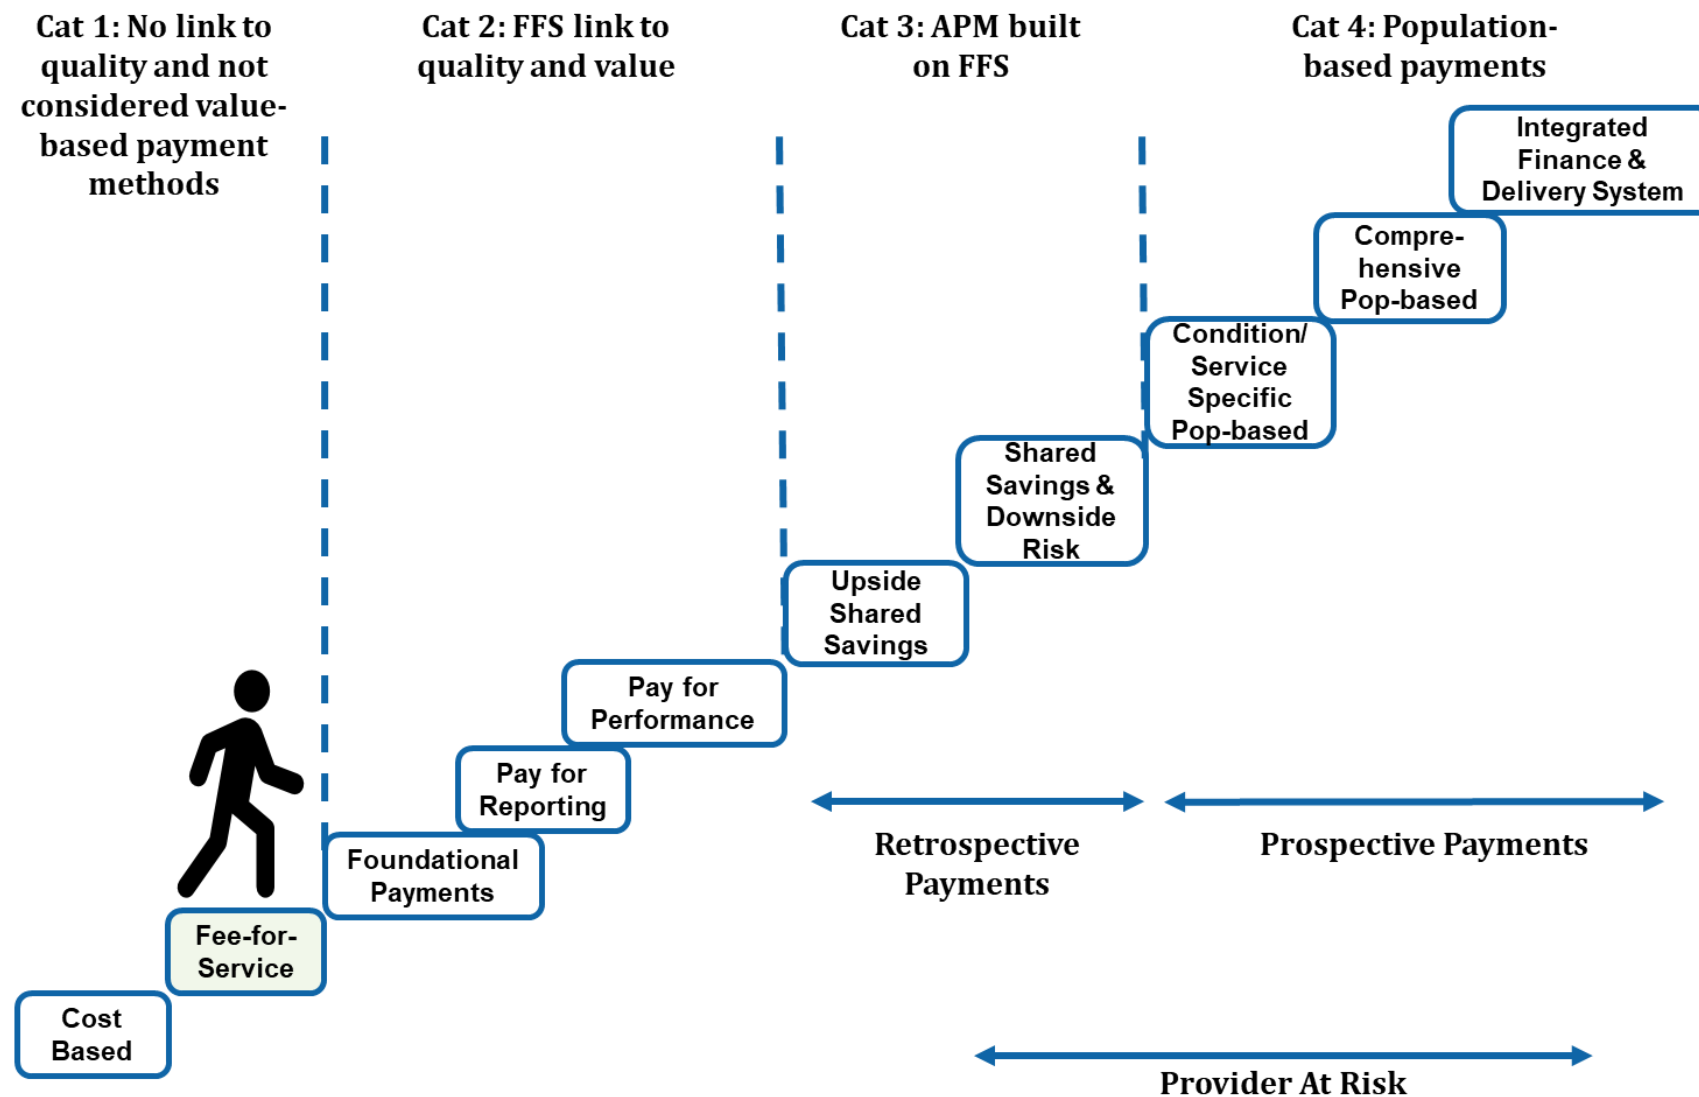 Cat 1: No link to
quality and not
considered value-
based payment
methods
Cat 2: FFS link to
quality and value
Cat 3: APM built
on FFS
Cat 4: Population-
based payments
Integrated
Finance &
Delivery System
Compre-
hensive
Pop-based
Condition/
Service
Specific
Pop-based
Shared
Savings &
Downside
Risk
Upside
Shared
Savings
Pay for
Performance
Pay for
Reporting
Foundational
Payments
Fee-for-
Service
Cost
Based
Retrospective
Payments
Prospective Payments
Provider At Risk